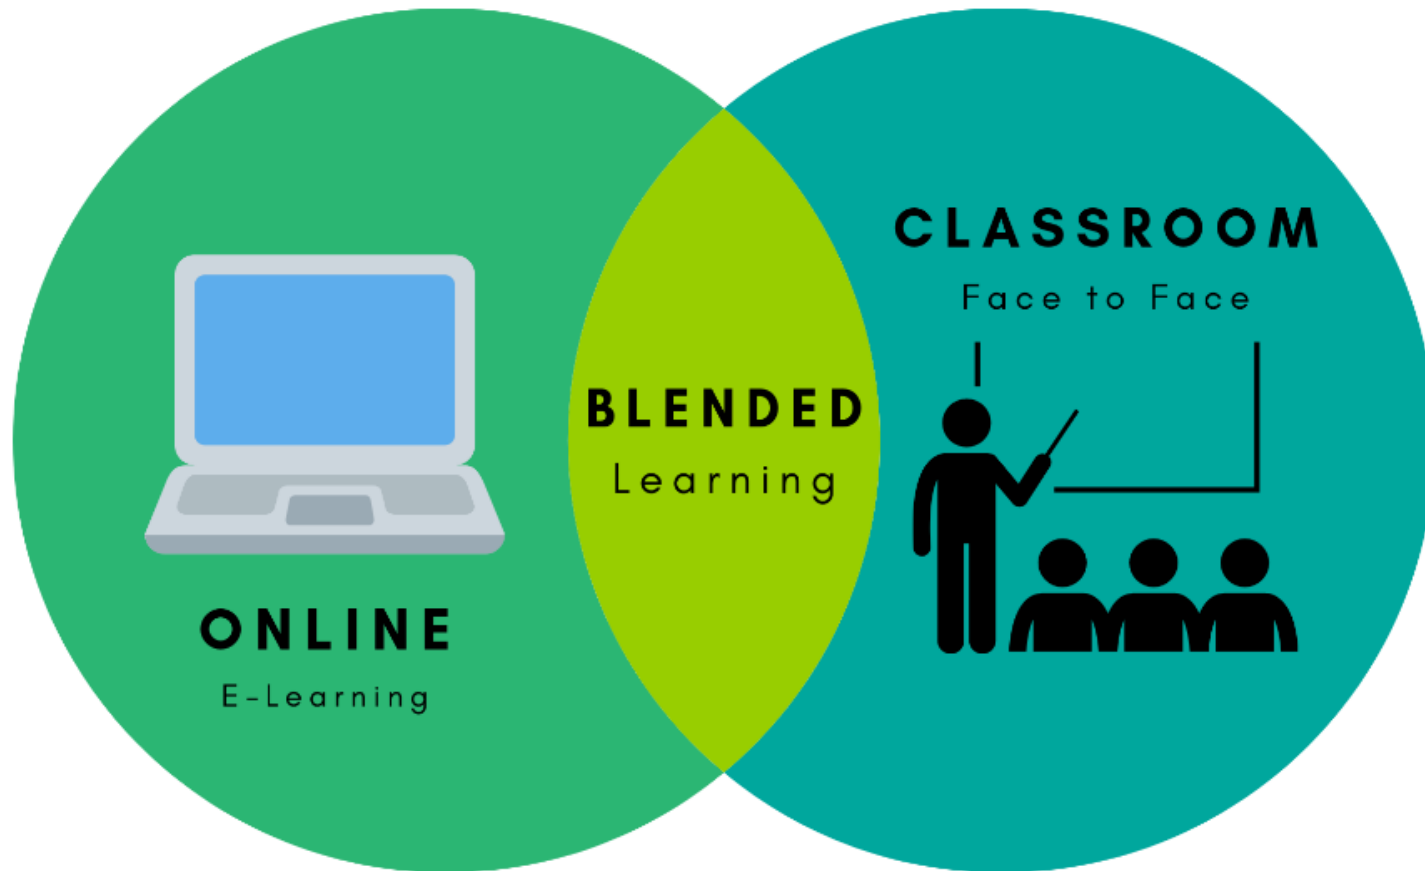 ONLINE
E-Learning
BLENDED
Learning
CLASSROOM
Face to Face